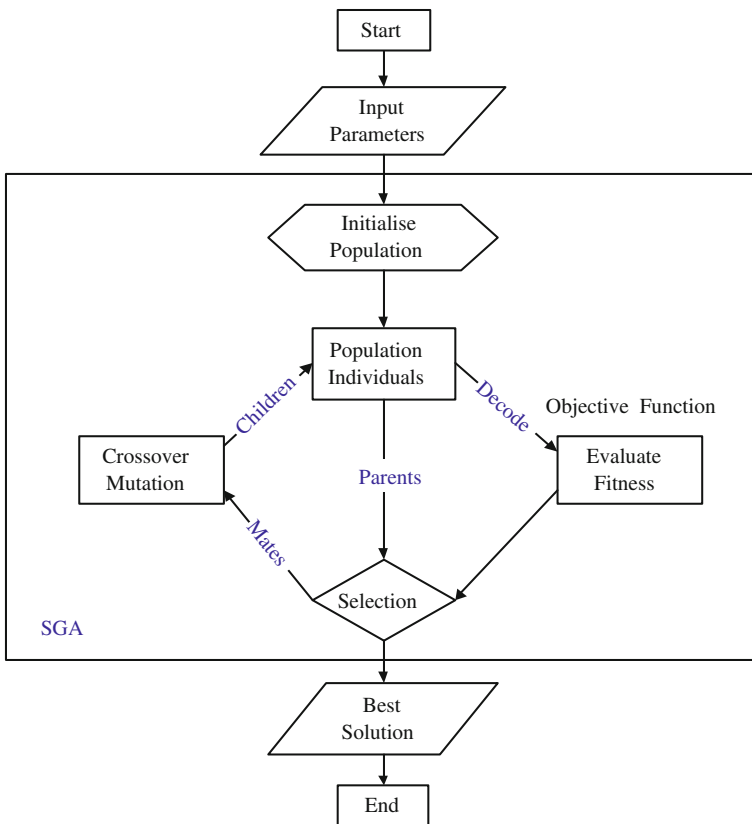 Start
Input
Parameters
Initialise
Population
Population
Individuals
Children
Decode
Objective Function
Crossover
Mutation
Parents
Evaluate
Fitness
Mates
Selection
SGA
Best
Solution
End